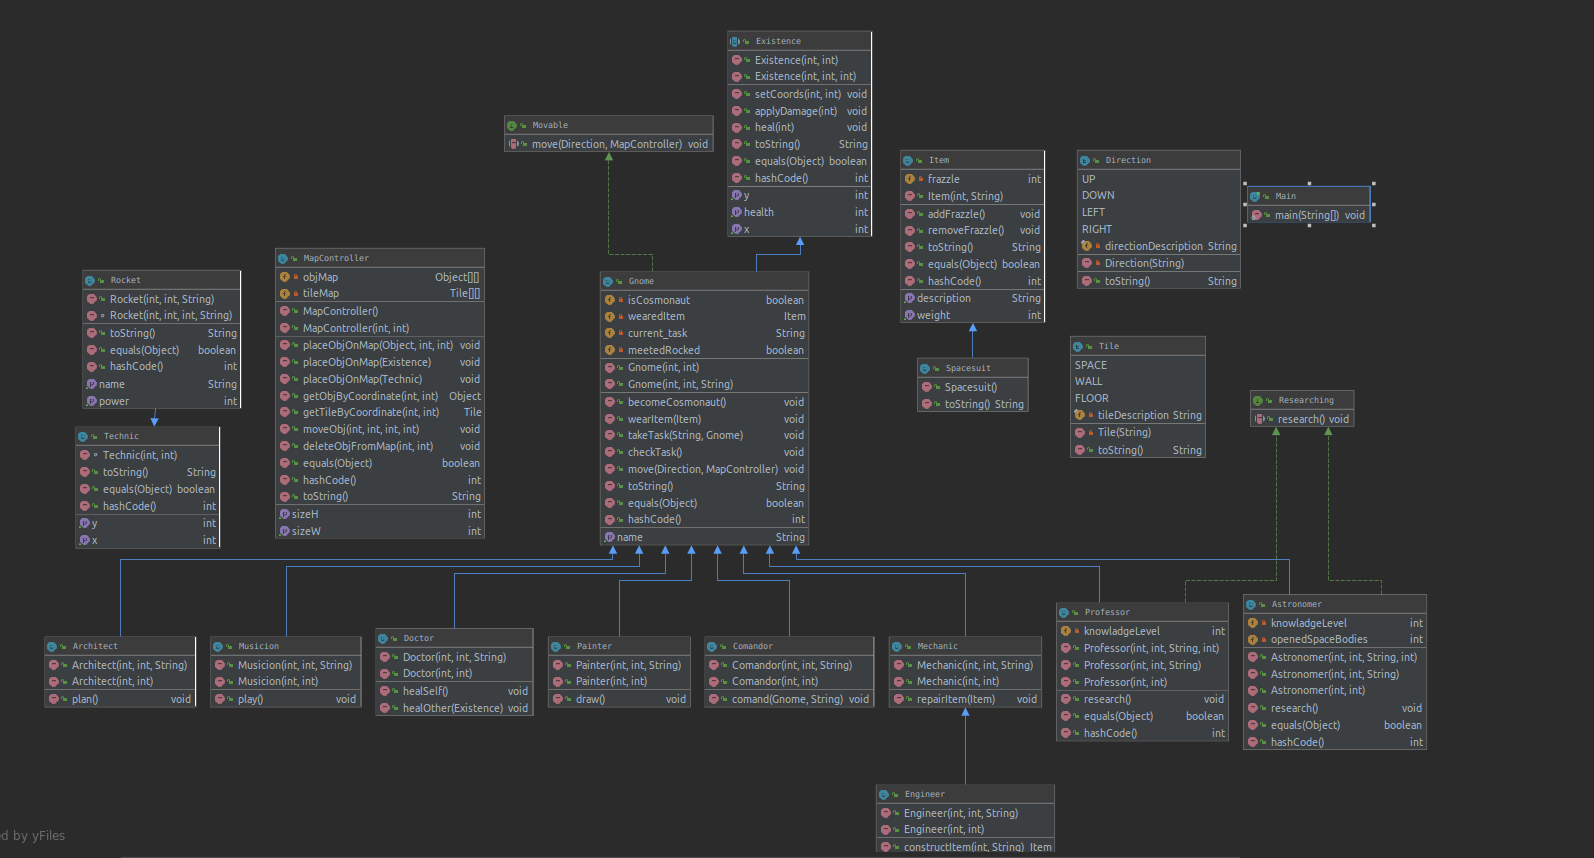 Existence
Existence(int, int)
Existence(int, int, int)
setCoords(int, int) void
applyDamage(int) void
heal(int) void
toString() String
equals(Object) boolean
hashCode() int
y int
health int
x int
Movable
move(Direction, MapController) void
Item
frazzle int
Item(int, String)
addFrazzle() void
removeFrazzle() void
toString() String
equals(Object) boolean
hashCode() int
description String
weight int
Direction
UP
DOWN
LEFT
RIGHT
directionDescription String
Direction(String)
toString() String
Main
main(String[]) void
Rocket
Rocket(int, int, String)
Rocket(int, int, int, String)
toString() String
equals(Object) boolean
hashCode() int
name String
power int
MapController
objMap Object[][]
tileMap Tile[][]
MapController()
MapController(int, int)
placeObjOnMap(Object, int, int) void
placeObjOnMap(Existence) void
placeObjOnMap(Technic) void
getObjByCoordinate(int, int) Object
getTileByCoordinate(int, int) Tile
moveObj(int, int, int, int) void
deleteObjFromMap(int, int) void
equals(Object) boolean
hashCode() int
toString() String
sizeH int
sizeW int
Gnome
isCosmonaut boolean
wearedItem Item
current_task String
meetedRocked boolean
Gnome(int, int)
Gnome(int, int, String)
becomeCosmonaut() void
wearItem(Item) void
takeTask(String, Gnome) void
checkTask() void
move(Direction, MapController) void
toString() String
equals(Object) boolean
hashCode() int
name String
Spacesuit
Spacesuit()
toString() String
Tile
SPACE
WALL
FLOOR
tileDescription String
Tile(String)
toString() String
Researching
research() void
Technic
Technic(int, int)
toString() String
equals(Object) boolean
hashCode() int
y int
x int
Architect
Architect(int, int, String)
Architect(int, int)
plan() void
Musicion
Musicion(int, int, String)
Musicion(int, int)
play() void
Doctor
Doctor(int, int, String)
Doctor(int, int)
healSelf() void
healOther(Existence) void
Painter
Painter(int, int, String)
Painter(int, int)
draw() void
Comandor
Comandor(int, int, String)
Comandor(int, int)
comand(Gnome, String) void
Mechanic
Mechanic(int, int, String)
Mechanic(int, int)
repairItem(Item) void
Professor
knowladgeLevel int
Professor(int, int, String, int)
Professor(int, int, String)
Professor(int, int)
research() void
equals(Object) boolean
hashCode() int
Astronomer
knowladgeLevel int
openedSpaceBodies int
Astronomer(int, int, String, int)
Astronomer(int, int, String)
Astronomer(int, int)
research() void
equals(Object) boolean
hashCode() int
Engineer
Engineer(int, int, String)
Engineer(int, int)
constructItem(int, String) Item
ed by yFiles